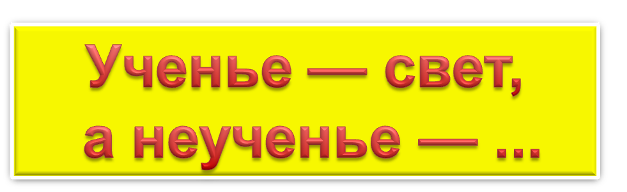 Ученье — свет,
а неученье — ...